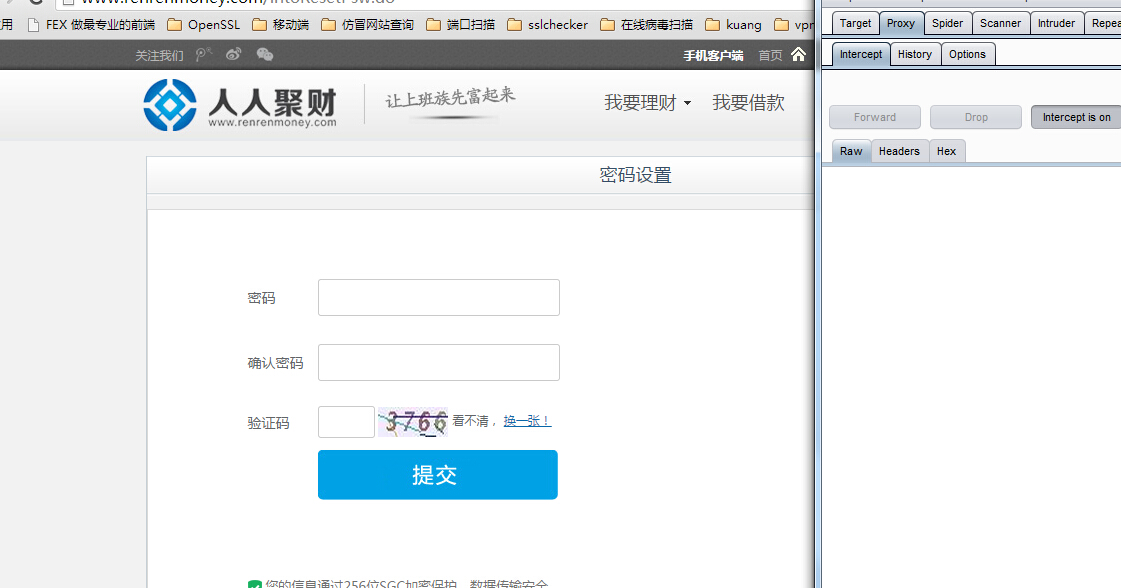 www.renrenmoney.com/intoResetPsw.do
用 FEX 做最专业的前端 OpenSSL 移动端 仿冒网站查询 端口扫描 sslchecker 在线病毒扫描 kuang vpn
关注我们 手机客户端 首页
人人聚财
www.renrenmoney.com
让上班族先富起来
我要理财 我要借款
密码设置
密码
确认密码
验证码 3766 看不清， 换一张！
提交
您的信息通过256位SGC加密保护，数据传输安全
Target Proxy Spider Scanner Intruder Repea
Intercept History Options
Forward Drop Intercept is on
Raw Headers Hex